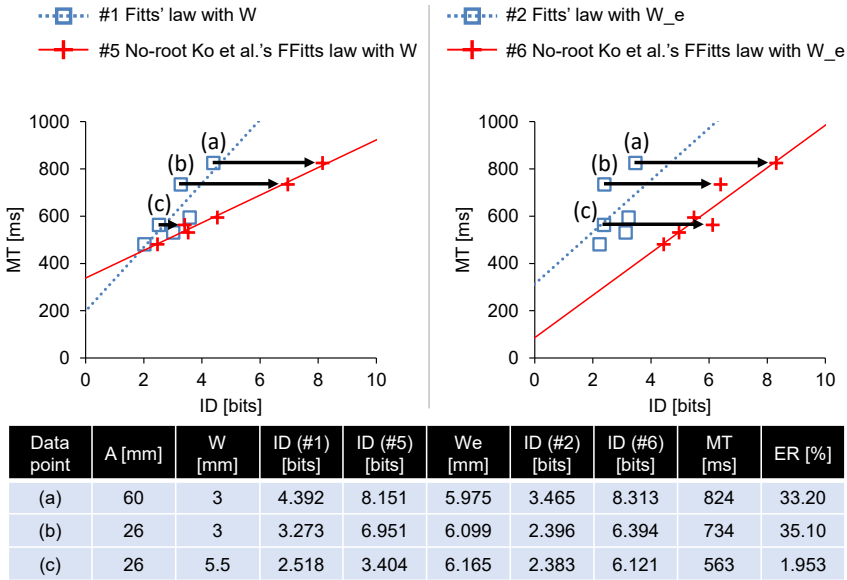 #1 Fitts' law with W
#5 No-root Ko et al.'s FFitts law with W
#2 Fitts' law with W_e
#6 No-root Ko et al.'s FFitts law with W_e
MT [ms]
1000
800
600
400
200
0
(a)
(b)
(c)
0 2 4 6 8 10
ID [bits]
MT [ms]
1000
800
600
400
200
0
(a)
(b)
(c)
0 2 4 6 8 10
ID [bits]
Data point A [mm] W [mm] ID (#1) [bits] ID (#5) [bits] We [mm] ID (#2) [bits] ID (#6) [bits] MT [ms] ER [%]
(a) 60 3 4.392 8.151 5.975 3.465 8.313 824 33.20
(b) 26 3 3.273 6.951 6.099 2.396 6.394 734 35.10
(c) 26 5.5 2.518 3.404 6.165 2.383 6.121 563 1.953